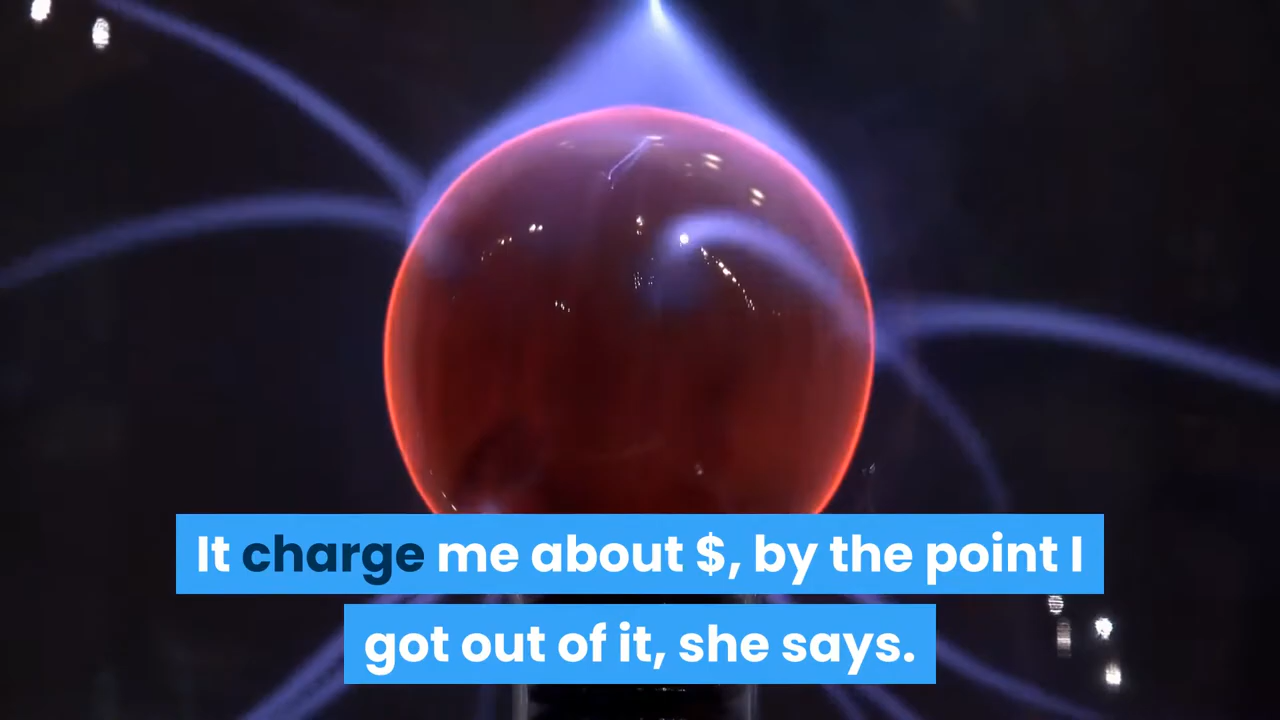 It charge me about $, by the point I
got out of it, she says.